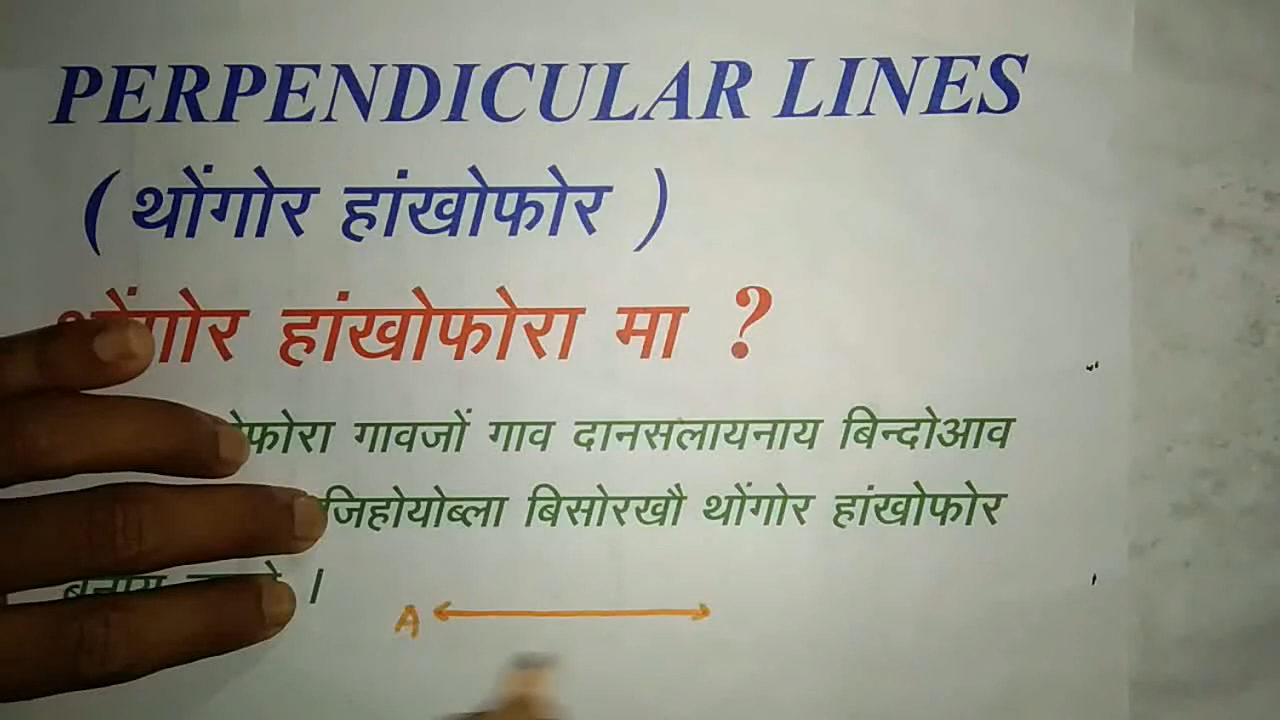 PERPENDICULAR LINES
( थोंगोर हांखोफोर )
थोंगोर हांखोफोरा मा ?
गावजों गाव दानसलायनाय बिन्दोआव
बिसोरखौ थोंगोर हांखोफोर
।
A